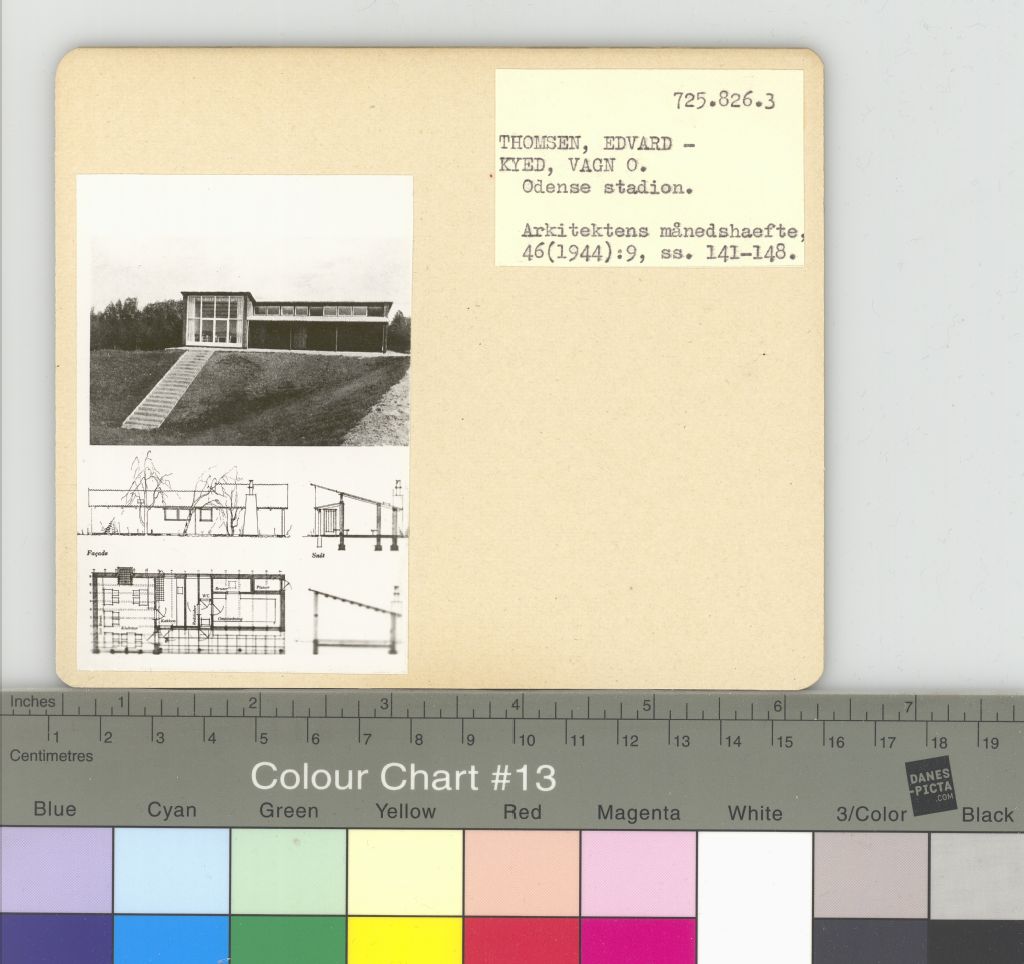 725.826.3
THOMSEN, EDVARD -
KYED, VAGN O.
Odense stadion.
Arkitektens månedshaefte,
46(1944):9, ss. 141-148.
Façade
Snit
WC
Inches 1 2 3 4 5 6 7
1 2 3 4 5 6 7 8 9 10 11 12 13 14 15 16 17 18 19
Centimetres
Colour Chart #13
DANES
-PICTA
.COM
Blue Cyan Green Yellow Red Magenta White 3/Color Black